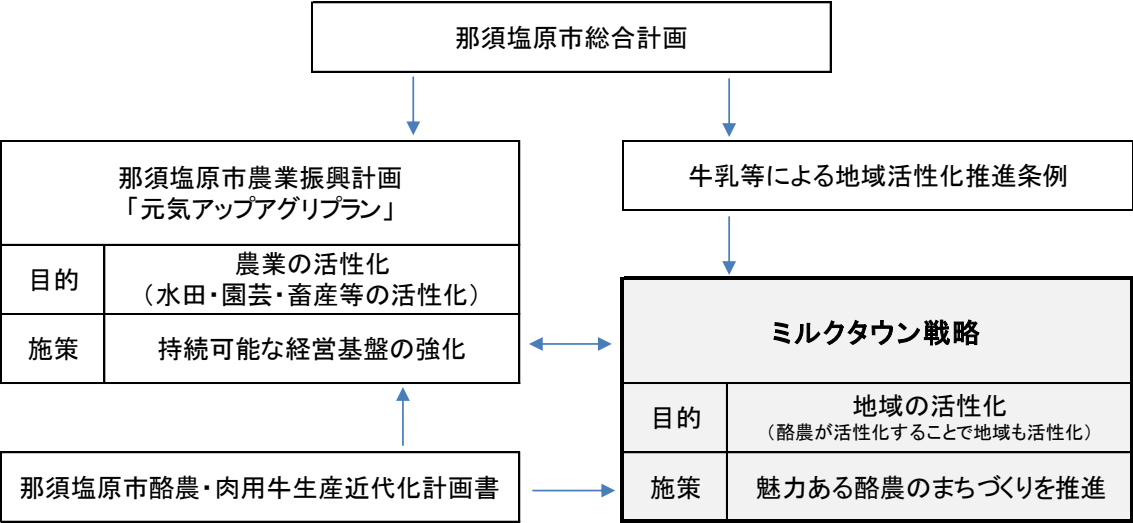 那須塩原市総合計画
那須塩原市農業振興計画
「元気アップアグリプラン」
目的
農業の活性化
（水田・園芸・畜産等の活性化）
施策
持続可能な経営基盤の強化
那須塩原市酪農・肉用牛生産近代化計画書
牛乳等による地域活性化推進条例
ミルクタウン戦略
目的
地域の活性化
（酪農が活性化することで地域も活性化）
施策
魅力ある酪農のまちづくりを推進